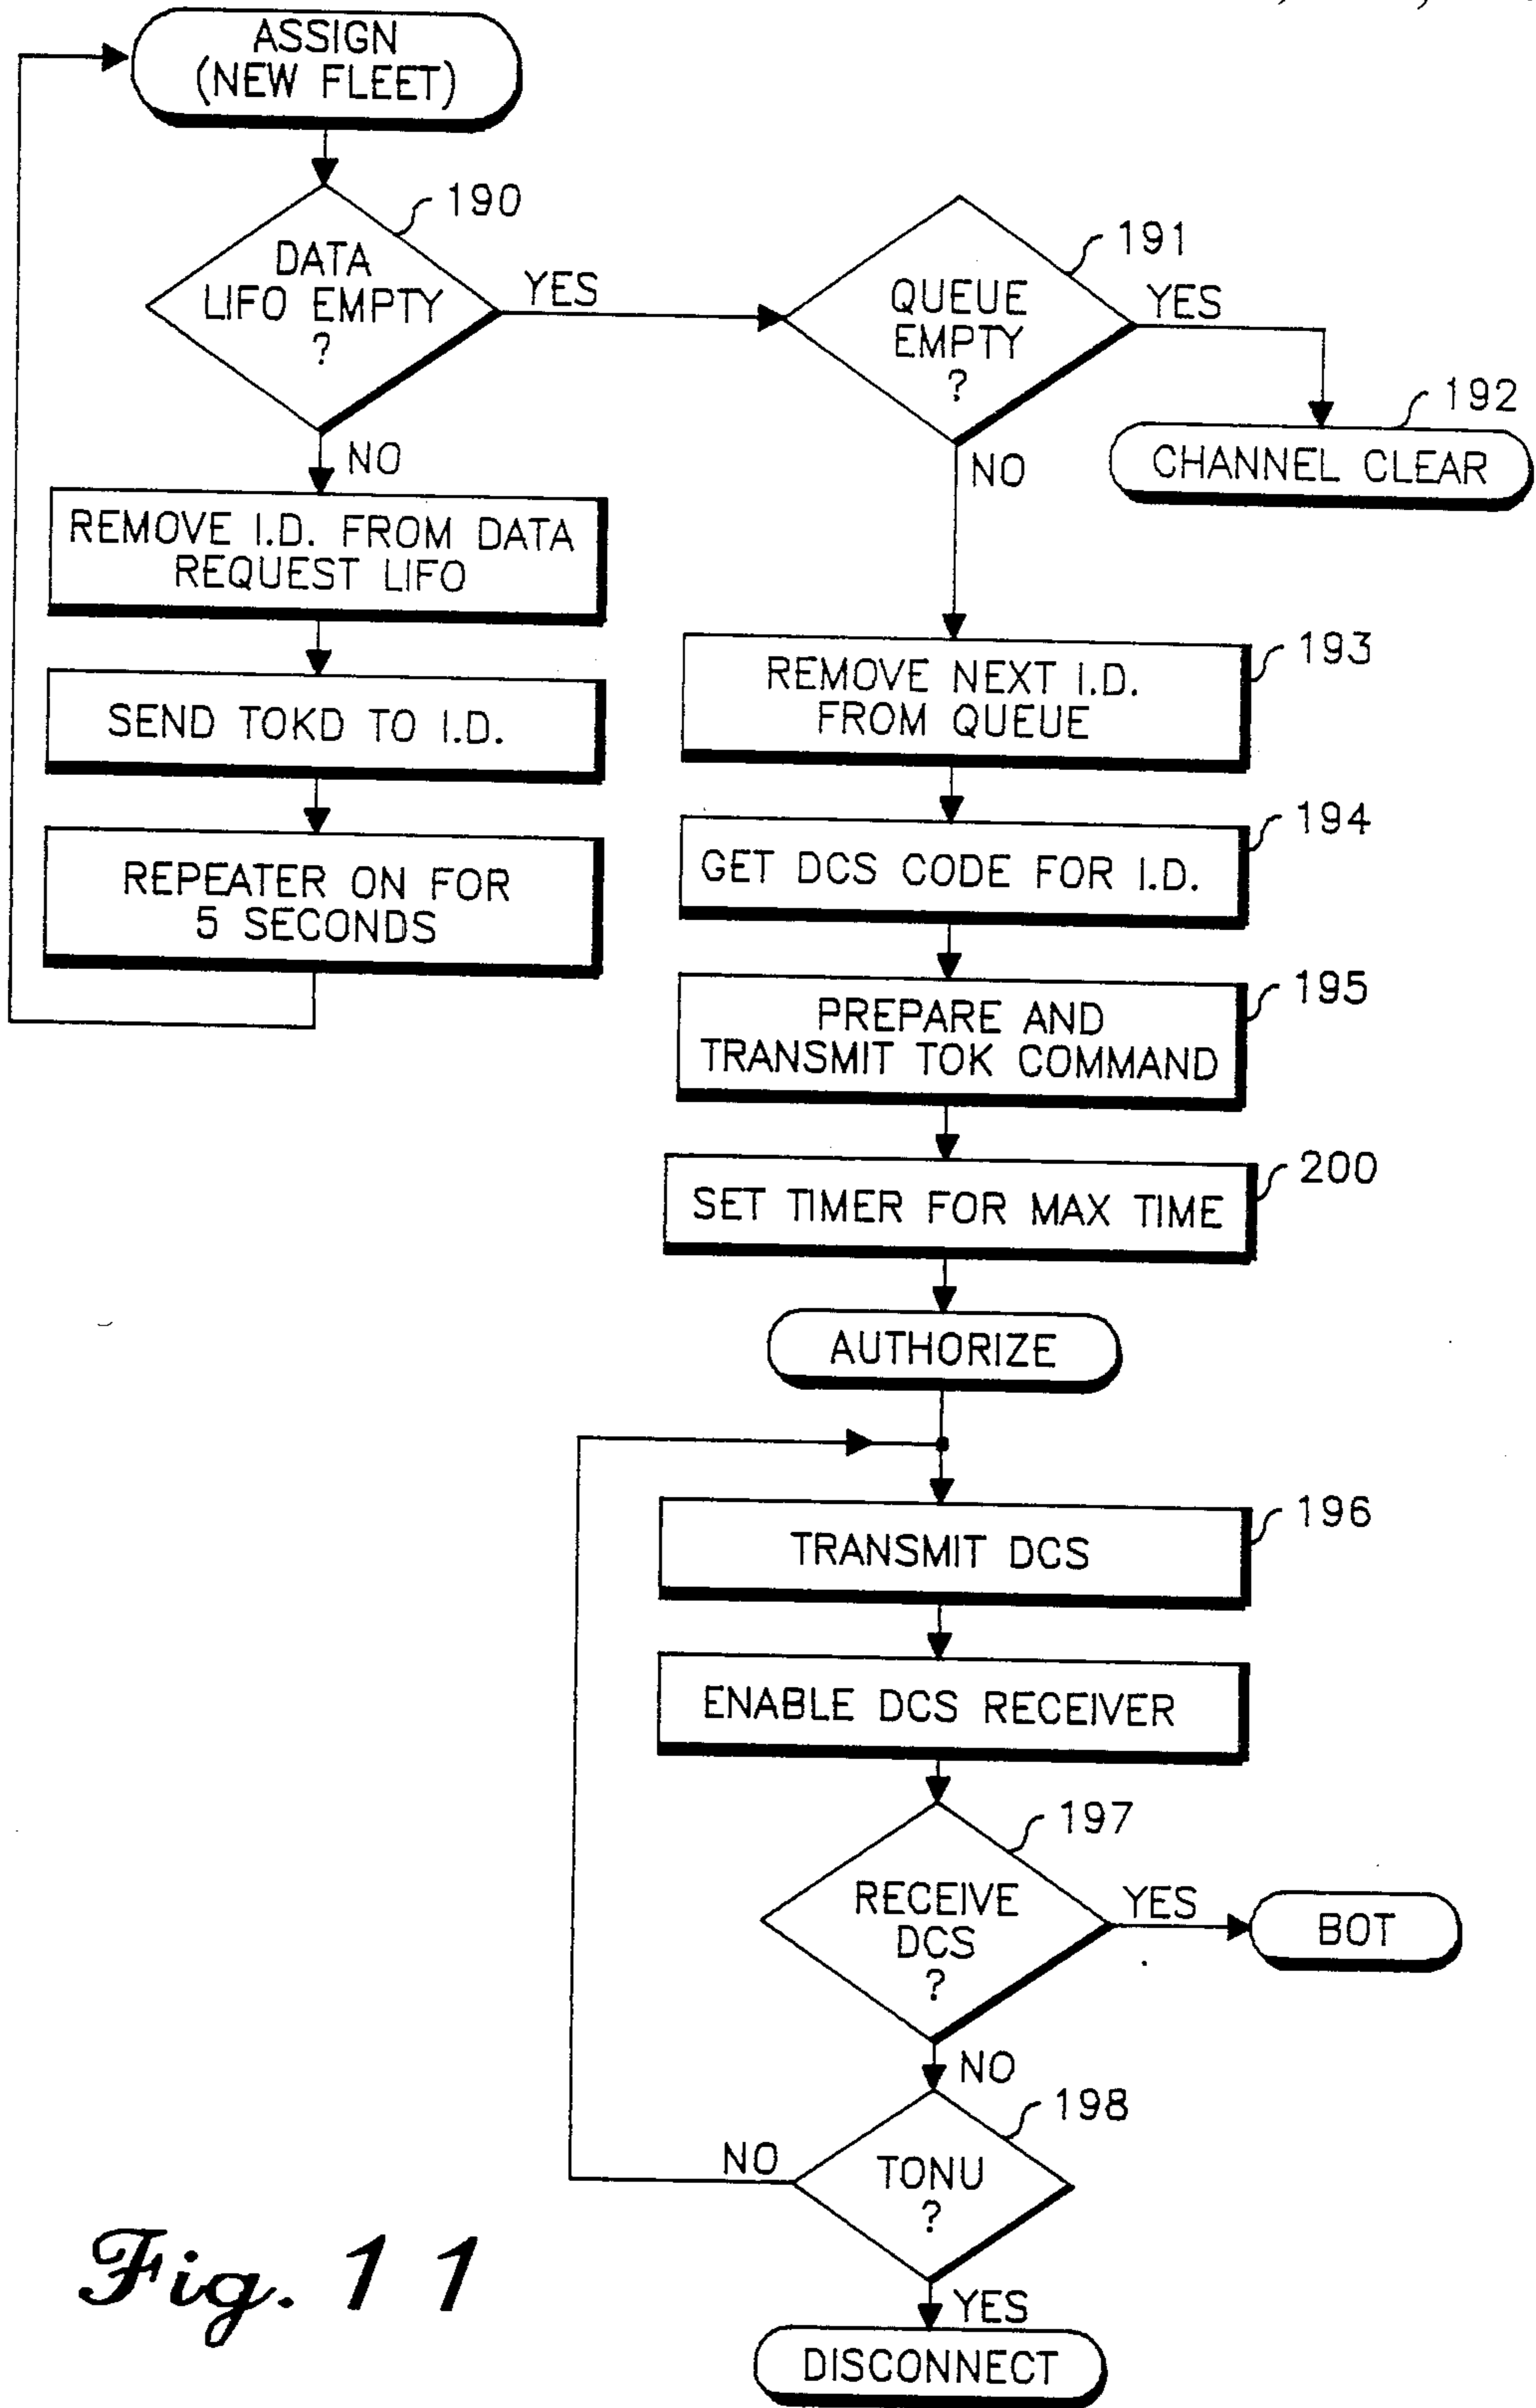 ASSIGN
(NEW FLEET)
190
DATA
LIFO EMPTY
?
YES
NO
191
QUEUE
EMPTY
?
YES
NO
192
CHANNEL CLEAR
REMOVE I.D. FROM DATA
REQUEST LIFO
SEND TOKD TO I.D.
REPEATER ON FOR
5 SECONDS
193
REMOVE NEXT I.D.
FROM QUEUE
194
GET DCS CODE FOR I.D.
195
PREPARE AND
TRANSMIT TOK COMMAND
200
SET TIMER FOR MAX TIME
AUTHORIZE
196
TRANSMIT DCS
ENABLE DCS RECEIVER
197
RECEIVE
DCS
?
YES
BOT
NO
198
TONU
?
NO
YES
DISCONNECT
Fig. 11